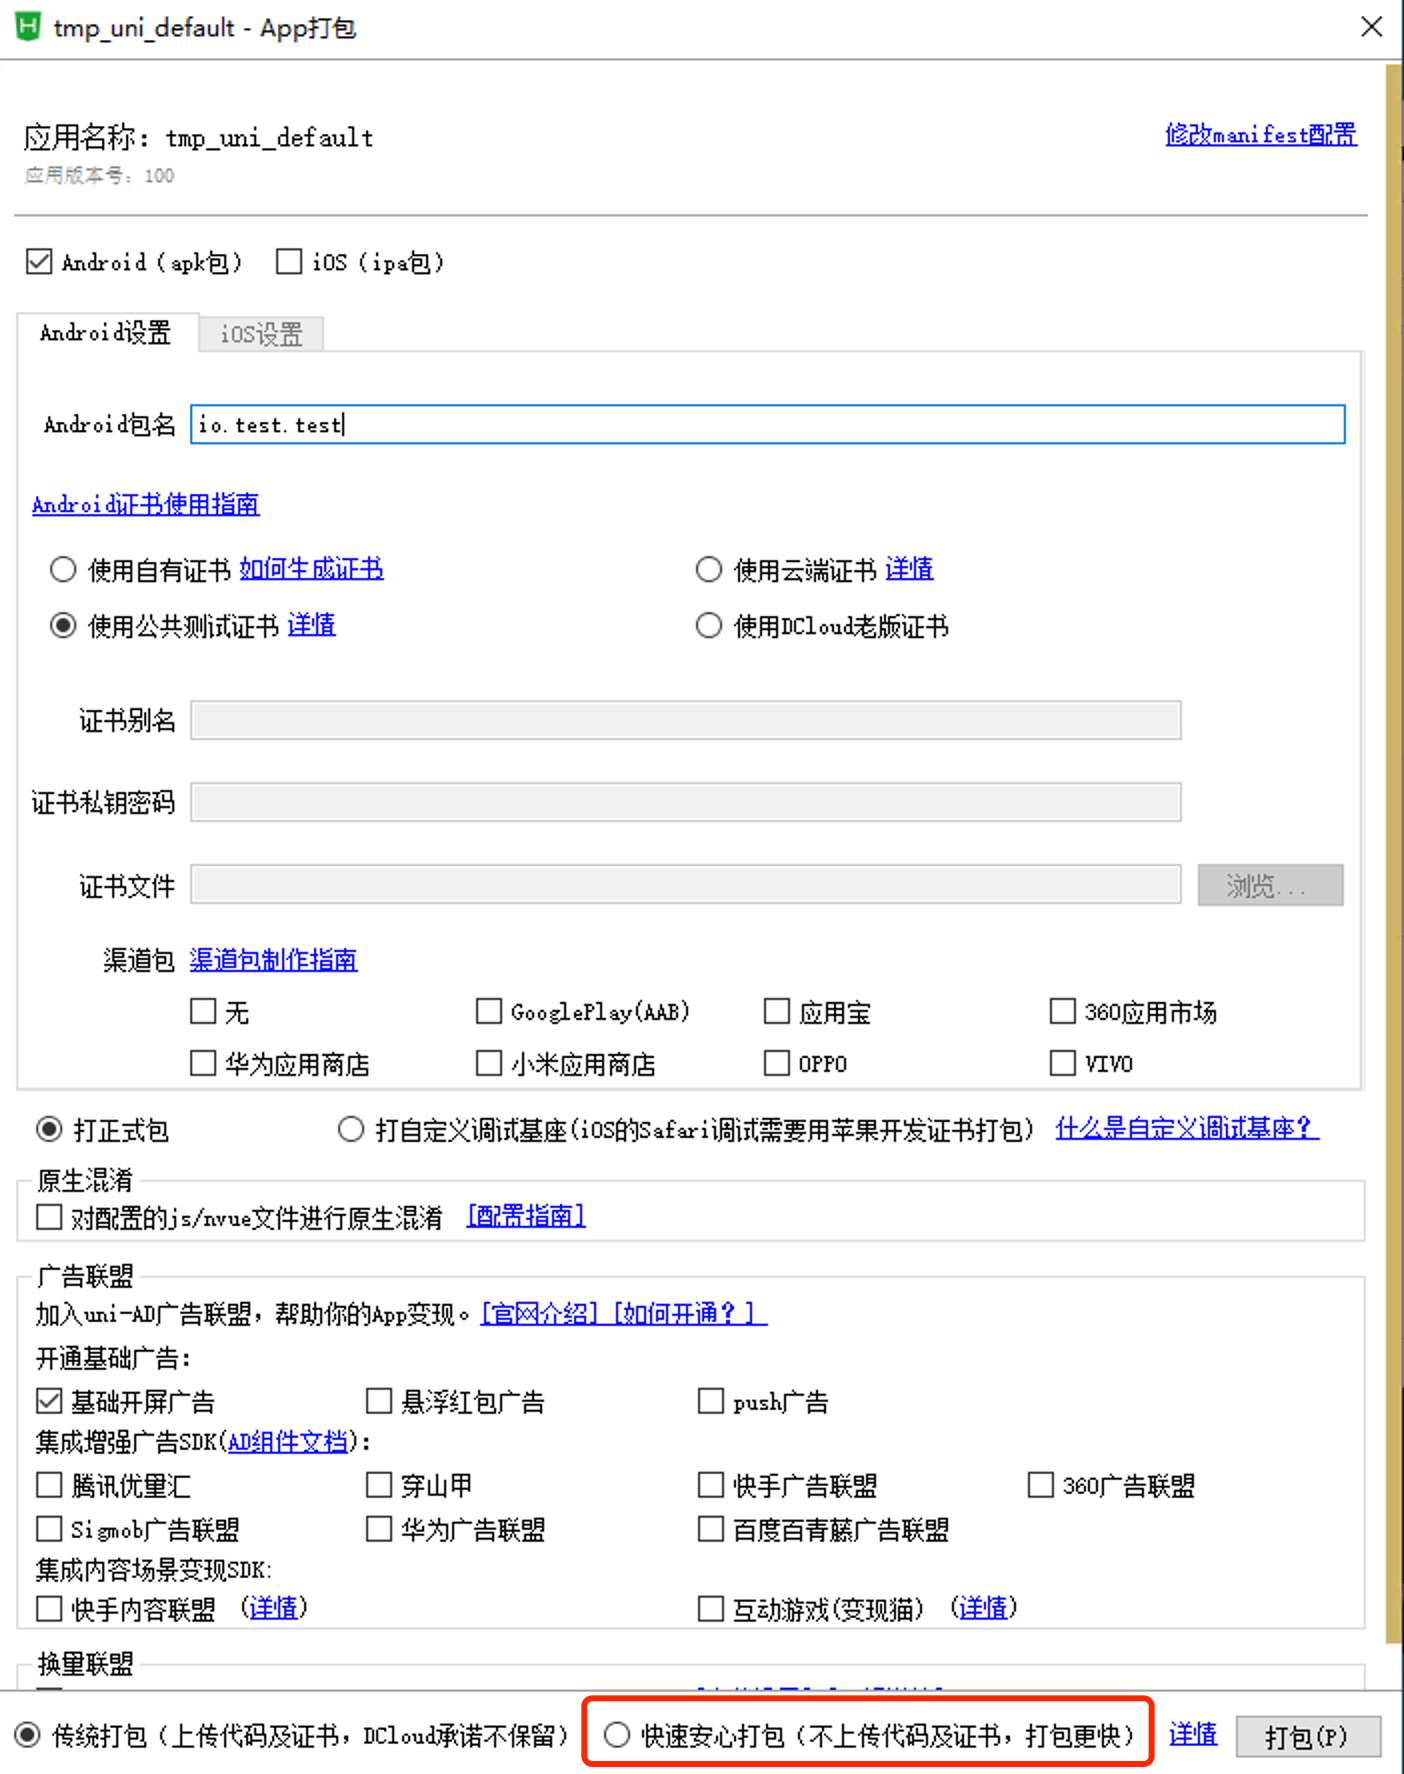 tmp_uni_default - App打包
应用名称：tmp_uni_default
修改manifest配置
应用版本号：100
Android（apk包） iOS（ipa包）
Android设置 iOS设置
Android包名 io.test.test
Android证书使用指南
使用自有证书 如何生成证书 使用云端证书 详情
使用公共测试证书 详情 使用DCloud老版证书
证书别名
证书私钥密码
证书文件 浏览...
渠道包 渠道包制作指南
无 GooglePlay(AAB) 应用宝 360应用市场
华为应用商店 小米应用商店 OPPO VIVO
打正式包 打自定义调试基座(iOS的Safari调试需要用苹果开发证书打包) 什么是自定义调试基座？
原生混淆
对配置的js/nvue文件进行原生混淆 [配置指南]
广告联盟
加入uni-AD广告联盟，帮助你的App变现。[官网介绍] [如何开通？]
开通基础广告：
基础开屏广告 悬浮红包广告 push广告
集成增强广告SDK(AD组件文档)：
腾讯优量汇 穿山甲 快手广告联盟 360广告联盟
Sigmob广告联盟 华为广告联盟 百度百青藤广告联盟
集成内容场景变现SDK:
快手内容联盟 （详情） 互动游戏(变现猫) （详情）
换量联盟
传统打包（上传代码及证书，DCloud承诺不保留） 快速安心打包（不上传代码及证书，打包更快） 详情 打包(P)